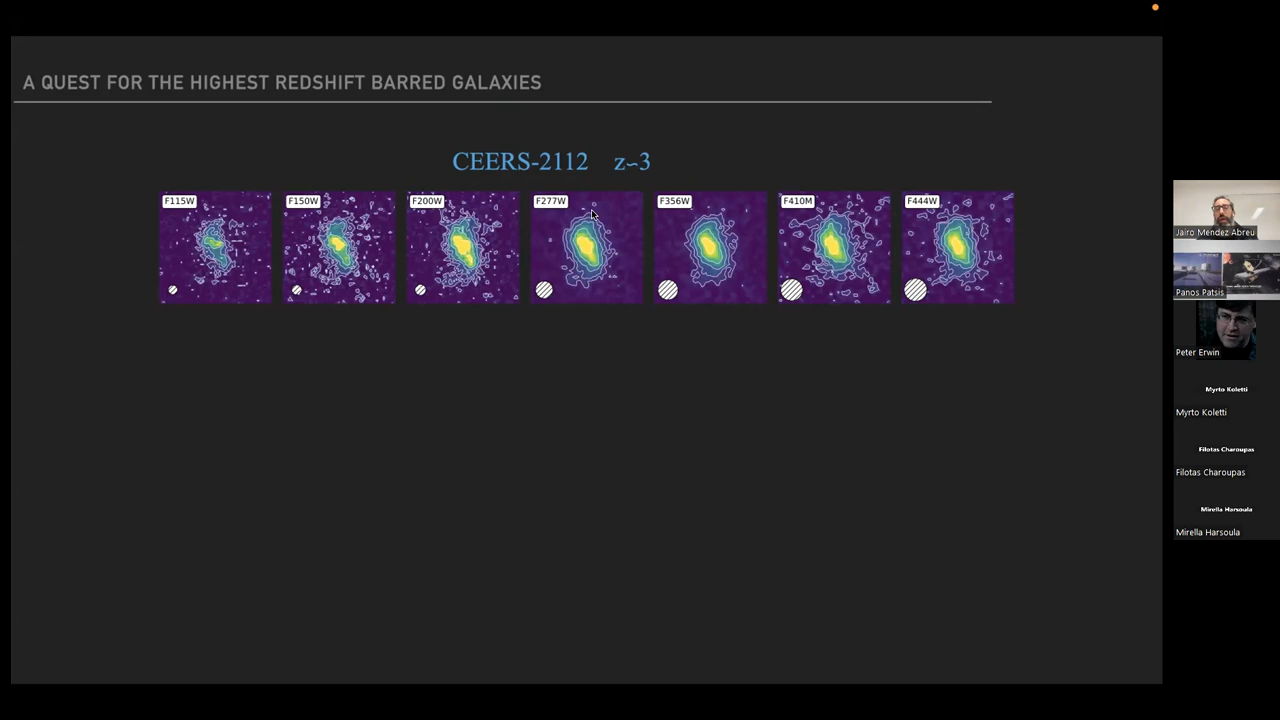 A QUEST FOR THE HIGHEST REDSHIFT BARRED GALAXIES
CEERS-2112 z~3
F115W F150W F200W F277W F356W F410M F444W
Jairo Mendez Abreu
Panos Patsis
Peter Erwin
Myrto Koletti
Myrto Koletti
Filotas Charoupas
Filotas Charoupas
Mirella Harsoula
Mirella Harsoula